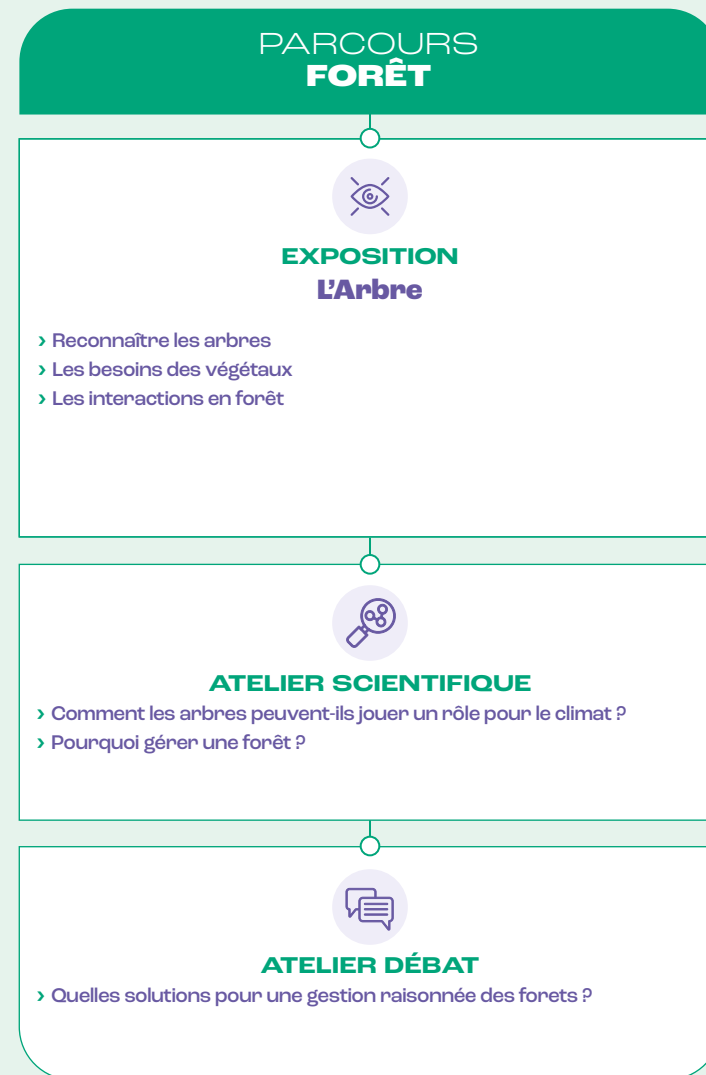 PARCOURS
FORÊT
EXPOSITION
L'Arbre
› Reconnaître les arbres
› Les besoins des végétaux
› Les interactions en forêt
ATELIER SCIENTIFIQUE
› Comment les arbres peuvent-ils jouer un rôle pour le climat ?
› Pourquoi gérer une forêt ?
ATELIER DÉBAT
› Quelles solutions pour une gestion raisonnée des forets ?